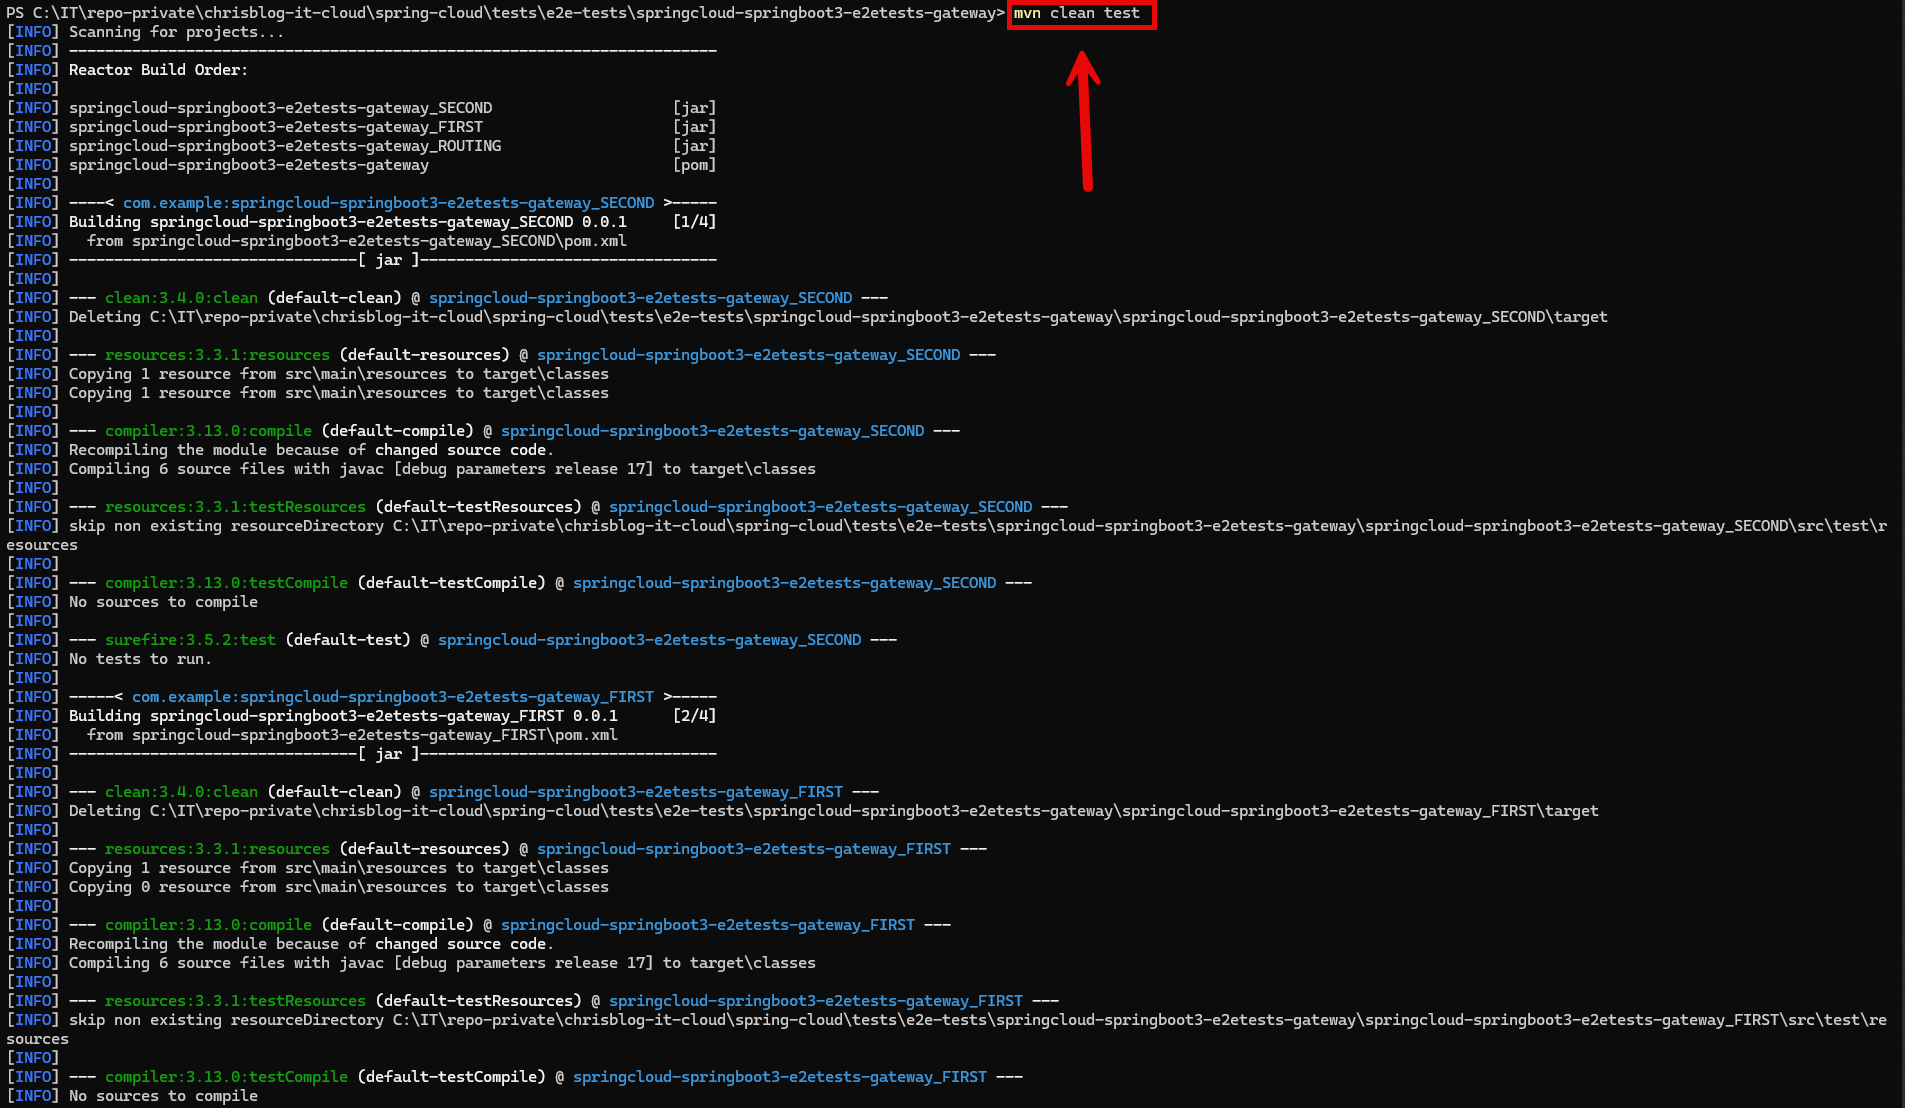 PS C:\IT\repo-private\chrisblog-it-cloud\spring-cloud\tests\e2e-tests\springcloud-springboot3-e2etests-gateway> mvn clean test
[INFO] Scanning for projects...
[INFO] ------------------------------------------------------------------------
[INFO] Reactor Build Order:
[INFO]
[INFO] springcloud-springboot3-e2etests-gateway_SECOND                    [jar]
[INFO] springcloud-springboot3-e2etests-gateway_FIRST                     [jar]
[INFO] springcloud-springboot3-e2etests-gateway_ROUTING                   [jar]
[INFO] springcloud-springboot3-e2etests-gateway                           [pom]
[INFO]
[INFO] ----< com.example:springcloud-springboot3-e2etests-gateway_SECOND >-----
[INFO] Building springcloud-springboot3-e2etests-gateway_SECOND 0.0.1     [1/4]
[INFO]   from springcloud-springboot3-e2etests-gateway_SECOND\pom.xml
[INFO] --------------------------------[ jar ]---------------------------------
[INFO]
[INFO] --- clean:3.4.0:clean (default-clean) @ springcloud-springboot3-e2etests-gateway_SECOND ---
[INFO] Deleting C:\IT\repo-private\chrisblog-it-cloud\spring-cloud\tests\e2e-tests\springcloud-springboot3-e2etests-gateway\springcloud-springboot3-e2etests-gateway_SECOND\target
[INFO]
[INFO] --- resources:3.3.1:resources (default-resources) @ springcloud-springboot3-e2etests-gateway_SECOND ---
[INFO] Copying 1 resource from src\main\resources to target\classes
[INFO] Copying 1 resource from src\main\resources to target\classes
[INFO]
[INFO] --- compiler:3.13.0:compile (default-compile) @ springcloud-springboot3-e2etests-gateway_SECOND ---
[INFO] Recompiling the module because of changed source code.
[INFO] Compiling 6 source files with javac [debug parameters release 17] to target\classes
[INFO]
[INFO] --- resources:3.3.1:testResources (default-testResources) @ springcloud-springboot3-e2etests-gateway_SECOND ---
[INFO] skip non existing resourceDirectory C:\IT\repo-private\chrisblog-it-cloud\spring-cloud\tests\e2e-tests\springcloud-springboot3-e2etests-gateway\springcloud-springboot3-e2etests-gateway_SECOND\src\test\r
esources
[INFO]
[INFO] --- compiler:3.13.0:testCompile (default-testCompile) @ springcloud-springboot3-e2etests-gateway_SECOND ---
[INFO] No sources to compile
[INFO]
[INFO] --- surefire:3.5.2:test (default-test) @ springcloud-springboot3-e2etests-gateway_SECOND ---
[INFO] No tests to run.
[INFO]
[INFO] -----< com.example:springcloud-springboot3-e2etests-gateway_FIRST >-----
[INFO] Building springcloud-springboot3-e2etests-gateway_FIRST 0.0.1      [2/4]
[INFO]   from springcloud-springboot3-e2etests-gateway_FIRST\pom.xml
[INFO] --------------------------------[ jar ]---------------------------------
[INFO]
[INFO] --- clean:3.4.0:clean (default-clean) @ springcloud-springboot3-e2etests-gateway_FIRST ---
[INFO] Deleting C:\IT\repo-private\chrisblog-it-cloud\spring-cloud\tests\e2e-tests\springcloud-springboot3-e2etests-gateway\springcloud-springboot3-e2etests-gateway_FIRST\target
[INFO]
[INFO] --- resources:3.3.1:resources (default-resources) @ springcloud-springboot3-e2etests-gateway_FIRST ---
[INFO] Copying 1 resource from src\main\resources to target\classes
[INFO] Copying 0 resource from src\main\resources to target\classes
[INFO]
[INFO] --- compiler:3.13.0:compile (default-compile) @ springcloud-springboot3-e2etests-gateway_FIRST ---
[INFO] Recompiling the module because of changed source code.
[INFO] Compiling 6 source files with javac [debug parameters release 17] to target\classes
[INFO]
[INFO] --- resources:3.3.1:testResources (default-testResources) @ springcloud-springboot3-e2etests-gateway_FIRST ---
[INFO] skip non existing resourceDirectory C:\IT\repo-private\chrisblog-it-cloud\spring-cloud\tests\e2e-tests\springcloud-springboot3-e2etests-gateway\springcloud-springboot3-e2etests-gateway_FIRST\src\test\re
sources
[INFO]
[INFO] --- compiler:3.13.0:testCompile (default-testCompile) @ springcloud-springboot3-e2etests-gateway_FIRST ---
[INFO] No sources to compile